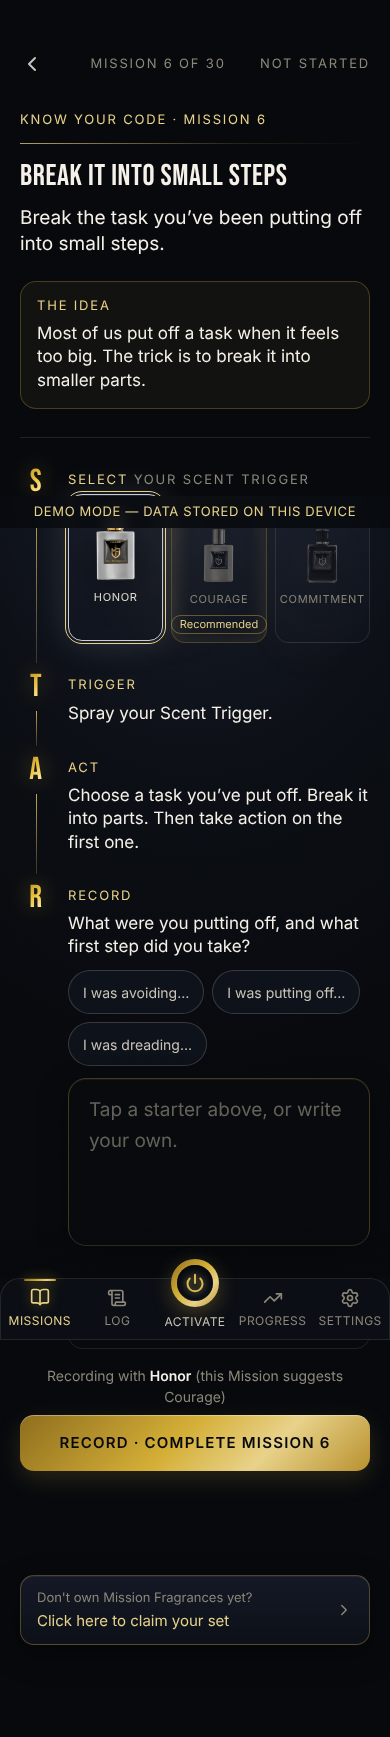 MISSION 6 OF 30 NOT STARTED
KNOW YOUR CODE · MISSION 6
BREAK IT INTO SMALL STEPS
Break the task you’ve been putting off
into small steps.
THE IDEA
Most of us put off a task when it feels
too big. The trick is to break it into
smaller parts.
S SELECT YOUR SCENT TRIGGER
DEMO MODE — DATA STORED ON THIS DEVICE
HONOR COURAGE COMMITMENT
Recommended
T TRIGGER
Spray your Scent Trigger.
A ACT
Choose a task you’ve put off. Break it
into parts. Then take action on the
first one.
R RECORD
What were you putting off, and what
first step did you take?
I was avoiding... I was putting off...
I was dreading...
Tap a starter above, or write
your own.
MISSIONS LOG ACTIVATE PROGRESS SETTINGS
Recording with Honor (this Mission suggests
Courage)
RECORD · COMPLETE MISSION 6
Don't own Mission Fragrances yet?
Click here to claim your set